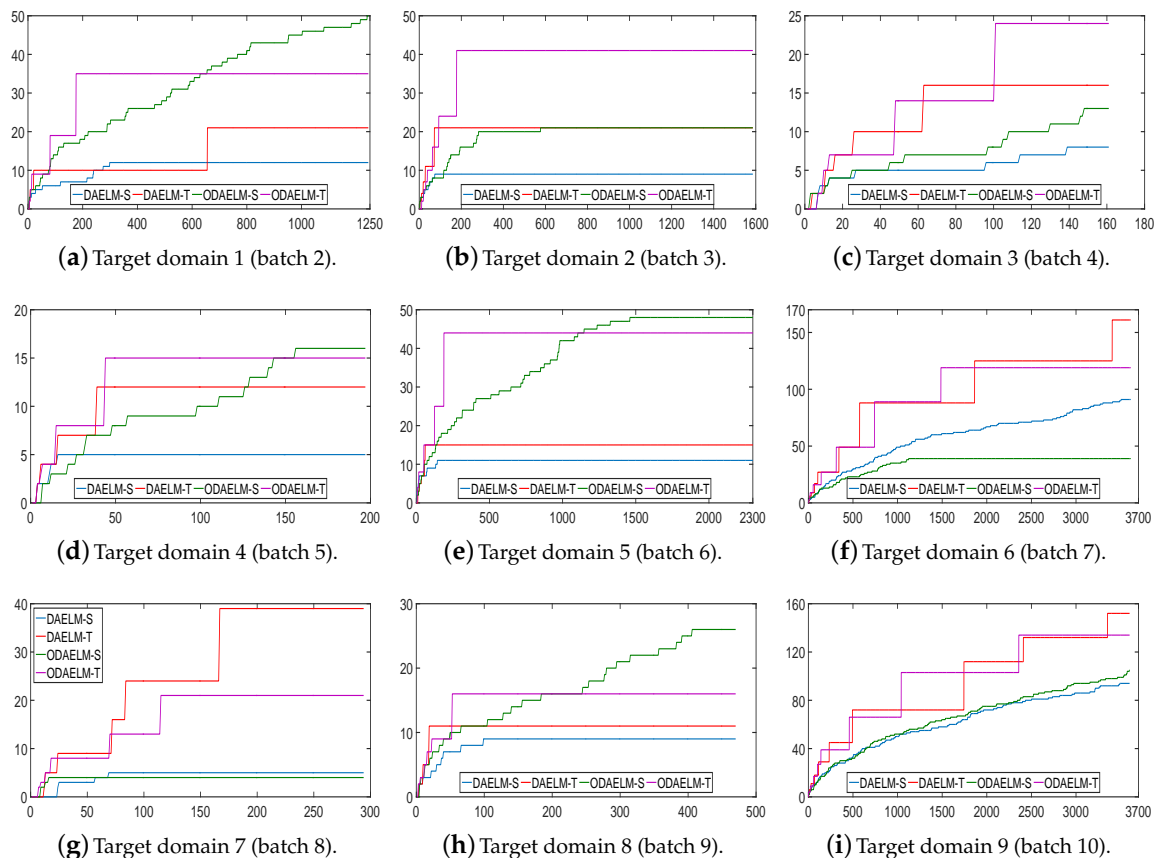 50
40
30
20
10
0
0 200 400 600 800 1000 1250
DAELM-S DAELM-T ODAELM-S ODAELM-T
(a) Target domain 1 (batch 2).
50
40
30
20
10
0
0 200 400 600 800 1000 1200 1400 1600
DAELM-S DAELM-T ODAELM-S ODAELM-T
(b) Target domain 2 (batch 3).
25
20
15
10
5
0
0 20 40 60 80 100 120 140 160 180
DAELM-S DAELM-T ODAELM-S ODAELM-T
(c) Target domain 3 (batch 4).
20
15
10
5
0
0 50 100 150 200
DAELM-S DAELM-T ODAELM-S ODAELM-T
(d) Target domain 4 (batch 5).
50
40
30
20
10
0
0 500 1000 1500 2000 2300
DAELM-S DAELM-T ODAELM-S ODAELM-T
(e) Target domain 5 (batch 6).
170
150
100
50
0
0 500 1000 1500 2000 2500 3000 3700
DAELM-S DAELM-T ODAELM-S ODAELM-T
(f) Target domain 6 (batch 7).
40
30
20
10
0
0 50 100 150 200 250 300
DAELM-S
DAELM-T
ODAELM-S
ODAELM-T
(g) Target domain 7 (batch 8).
30
20
10
0
0 100 200 300 400 500
DAELM-S DAELM-T ODAELM-S ODAELM-T
(h) Target domain 8 (batch 9).
160
120
80
40
0
0 500 1000 1500 2000 2500 3000 3700
DAELM-S DAELM-T ODAELM-S ODAELM-T
(i) Target domain 9 (batch 10).